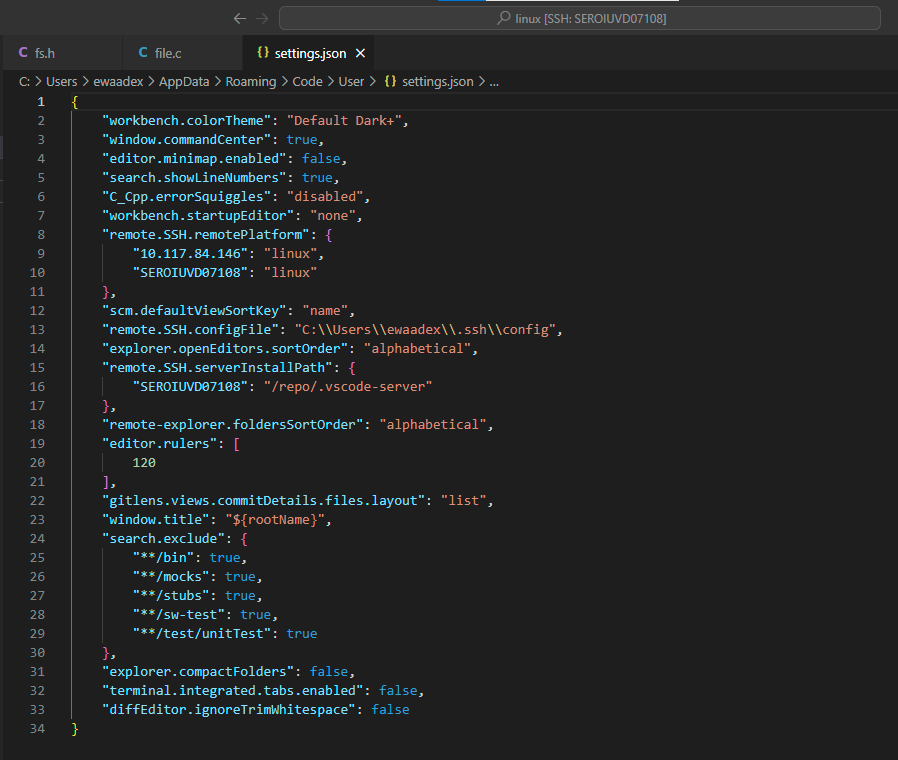 linux [SSH: SEROIUVD07108]
C fs.h C file.c {} settings.json
C: > Users > ewaadex > AppData > Roaming > Code > User > {} settings.json > ...
1 {
2 "workbench.colorTheme": "Default Dark+",
3 "window.commandCenter": true,
4 "editor.minimap.enabled": false,
5 "search.showLineNumbers": true,
6 "C_Cpp.errorSquiggles": "disabled",
7 "workbench.startupEditor": "none",
8 "remote.SSH.remotePlatform": {
9 "10.117.84.146": "linux",
10 "SEROIUVD07108": "linux"
11 },
12 "scm.defaultViewSortKey": "name",
13 "remote.SSH.configFile": "C:\\Users\\ewaadex\\.ssh\\config",
14 "explorer.openEditors.sortOrder": "alphabetical",
15 "remote.SSH.serverInstallPath": {
16 "SEROIUVD07108": "/repo/.vscode-server"
17 },
18 "remote-explorer.foldersSortOrder": "alphabetical",
19 "editor.rulers": [
20 120
21 ],
22 "gitlens.views.commitDetails.files.layout": "list",
23 "window.title": "${rootName}",
24 "search.exclude": {
25 "**/bin": true,
26 "**/mocks": true,
27 "**/stubs": true,
28 "**/sw-test": true,
29 "**/test/unitTest": true
30 },
31 "explorer.compactFolders": false,
32 "terminal.integrated.tabs.enabled": false,
33 "diffEditor.ignoreTrimWhitespace": false
34 }